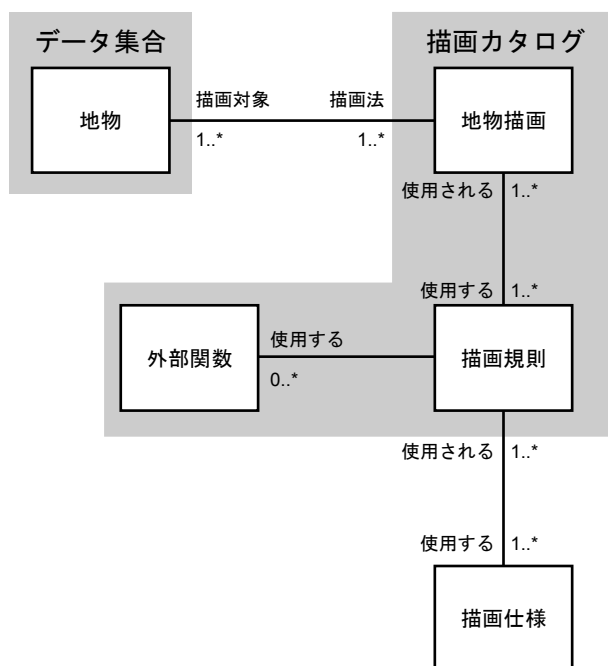 データ集合
描画カタログ
地物
描画対象
描画法
地物描画
1..*
1..*
使用される
1..*
使用する
1..*
外部関数
使用する
0..*
描画規則
使用される
1..*
使用する
1..*
描画仕様